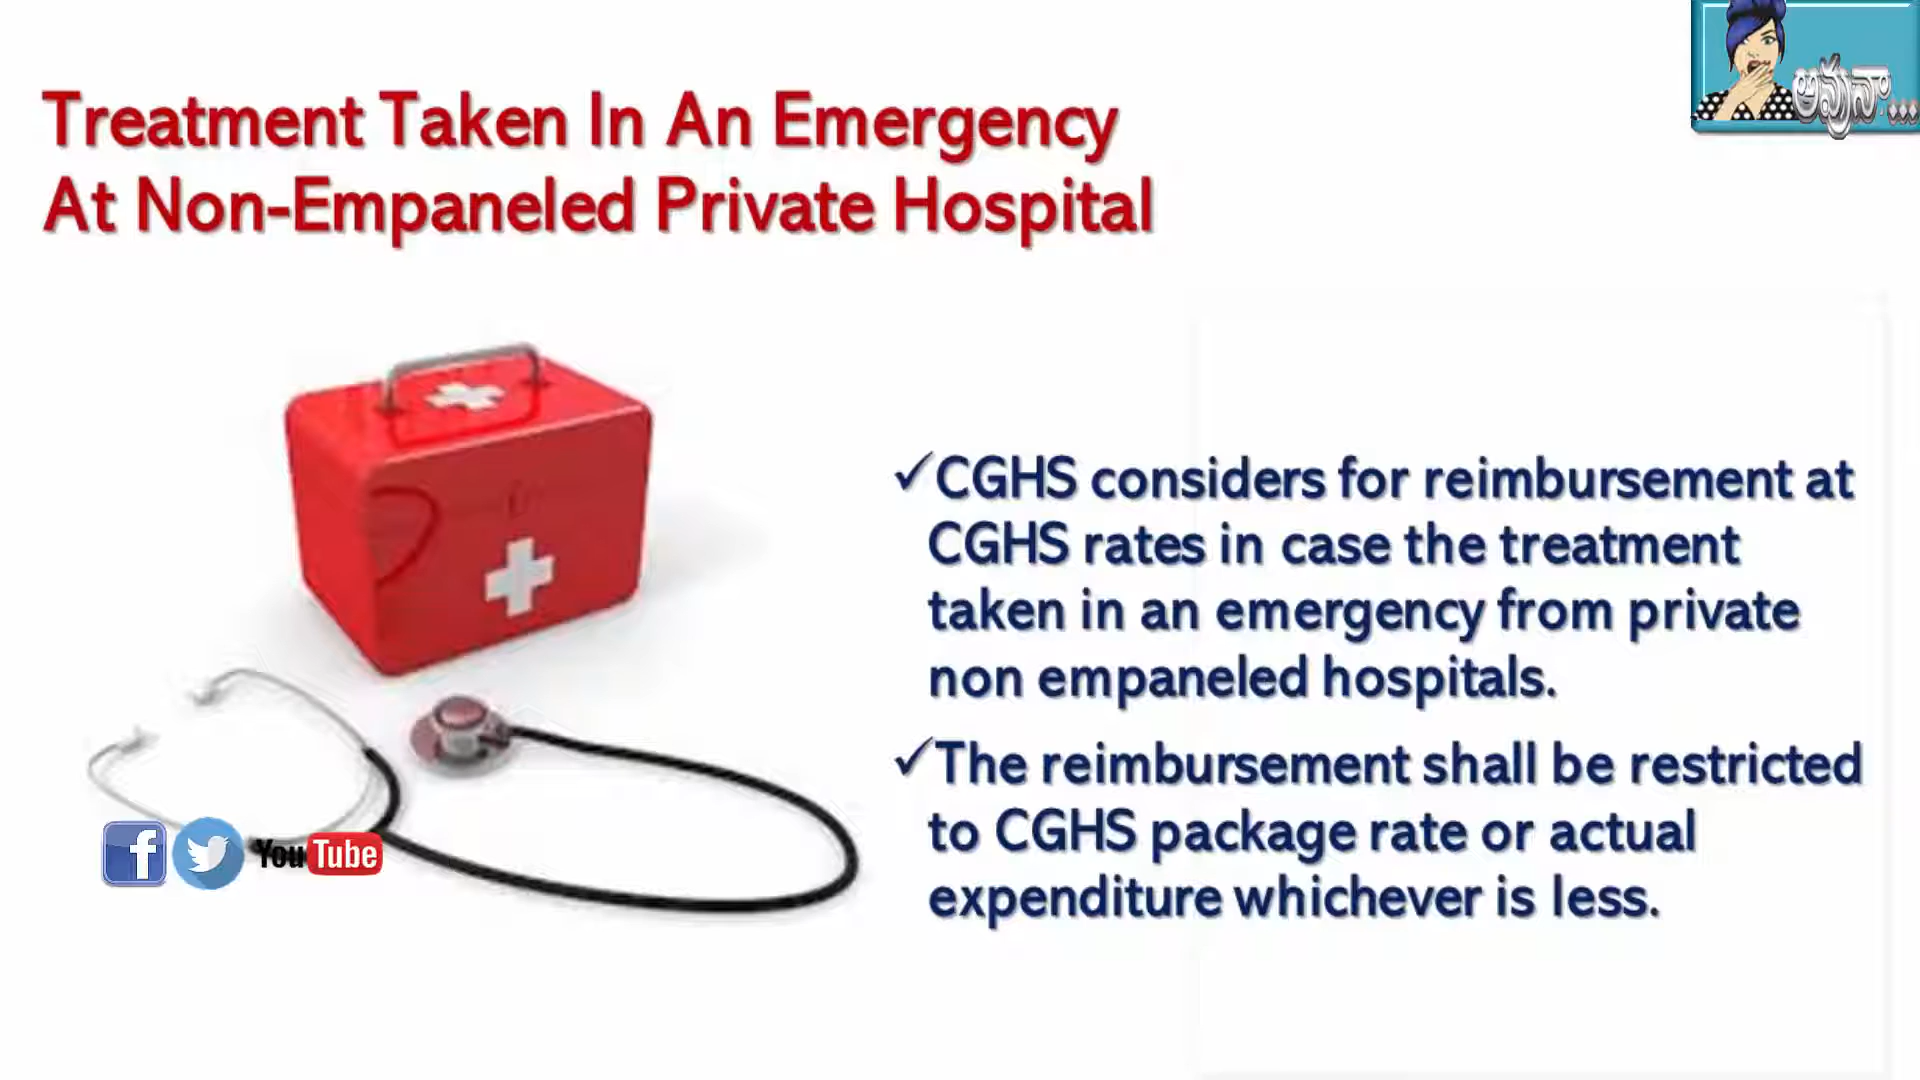 అవునా...
Treatment Taken In An Emergency
At Non-Empaneled Private Hospital
✓CGHS considers for reimbursement at
CGHS rates in case the treatment
taken in an emergency from private
non empaneled hospitals.
✓The reimbursement shall be restricted
to CGHS package rate or actual
expenditure whichever is less.
f
YouTube